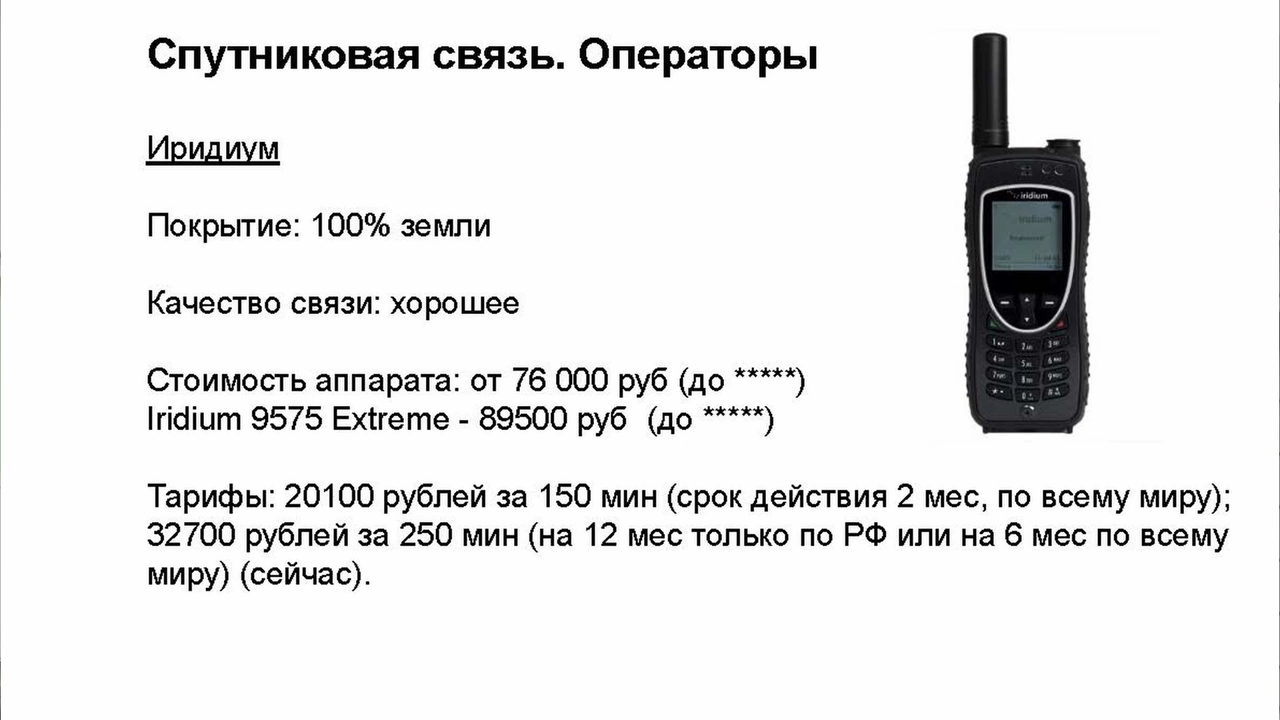 Спутниковая связь. Операторы
Иридиум
Покрытие: 100% земли
Качество связи: хорошее
Стоимость аппарата: от 76 000 руб (до *****)
Iridium 9575 Extreme - 89500 руб (до *****)
Тарифы: 20100 рублей за 150 мин (срок действия 2 мес, по всему миру);
32700 рублей за 250 мин (на 12 мес только по РФ или на 6 мес по всему
миру) (сейчас).
iridium
iridium